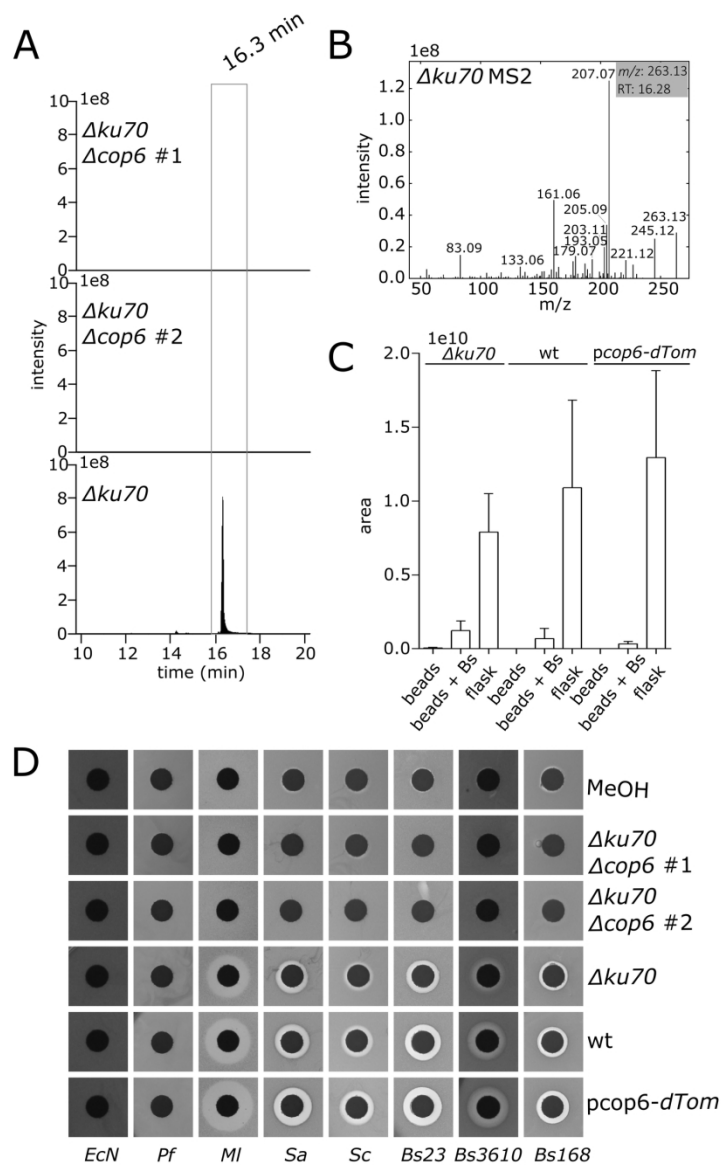 A
16.3 min
1e8
Δku70
Δcop6 #1
10
8
6
4
2
0
1e8
Δku70
Δcop6 #2
10
8
6
4
2
0
intensity
1e8
Δku70
10
8
6
4
2
0
10 12 14 16 18 20
time (min)
B
1e8
Δku70 MS2
207.07
m/z: 263.13
RT: 16.28
1.2
1.0
0.8
0.6
0.4
0.2
0.0
intensity
161.06
205.09
203.11
193.05
263.13
245.12
83.09
133.06
179.07
221.12
50 100 150 200 250
m/z
C
1e10
Δku70 wt pcop6-dTom
2.0
1.5
1.0
0.5
0.0
area
beads
beads + Bs
flask
beads
beads + Bs
flask
beads
beads + Bs
flask
D
MeOH
Δku70
Δcop6 #1
Δku70
Δcop6 #2
Δku70
wt
pcop6-dTom
EcN Pf Ml Sa Sc Bs23 Bs3610 Bs168